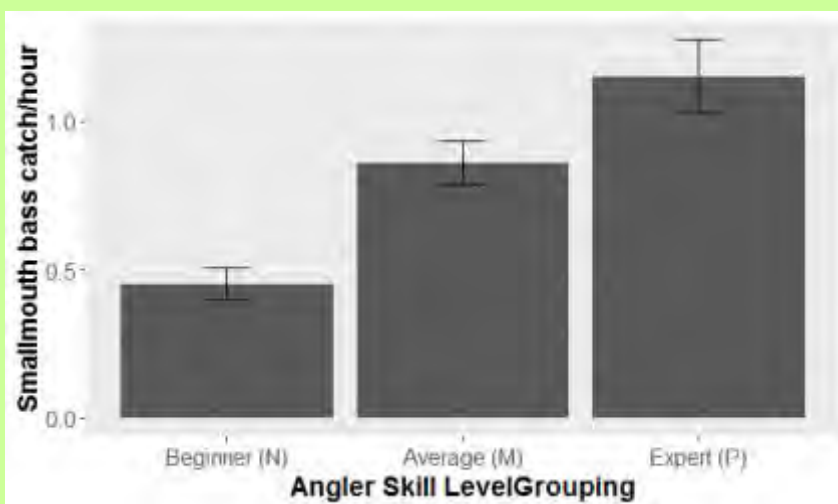 Smallmouth bass catch/hour
1.0
0.5
0.0
Beginner (N) Average (M) Expert (P)
Angler Skill LevelGrouping